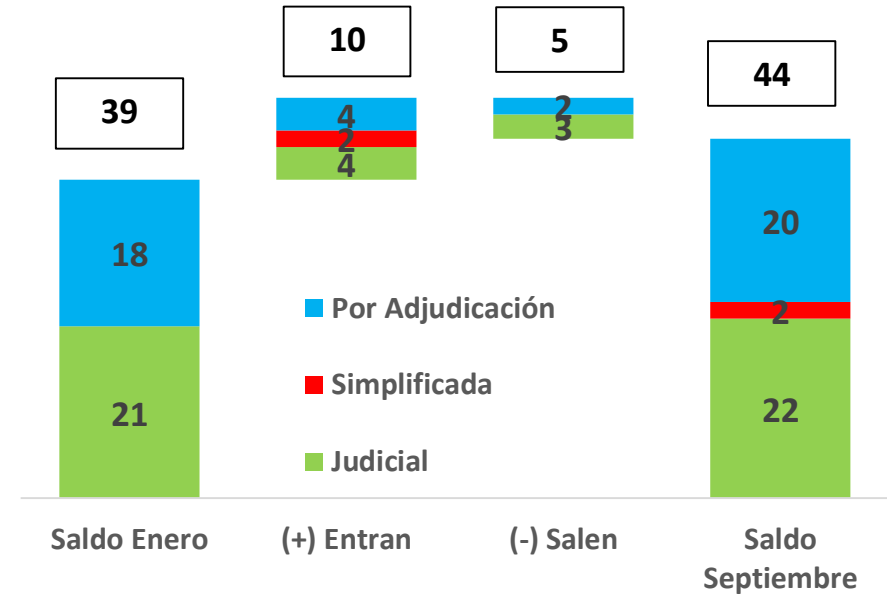 39
10
5
44
18
21
4
2
4
2
3
20
2
22
Por Adjudicación
Simplificada
Judicial
Saldo Enero
(+) Entran
(-) Salen
Saldo
Septiembre